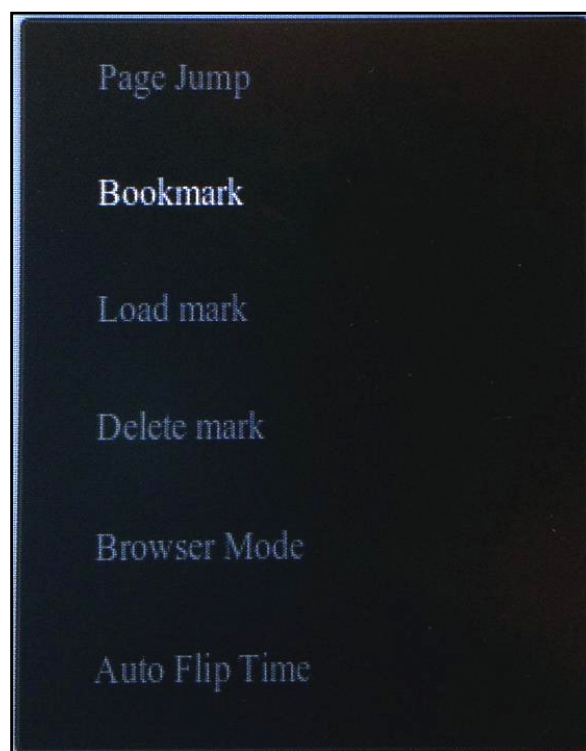 Page Jump
Bookmark
Load mark
Delete mark
Browser Mode
Auto Flip Time